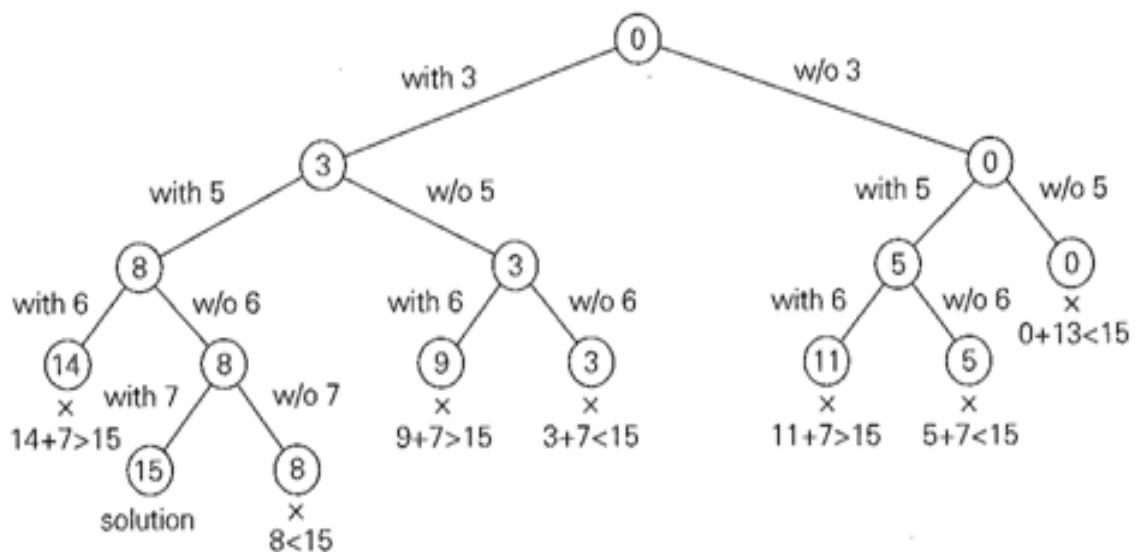 0
with 3
w/o 3
3
0
with 5
w/o 5
with 5
w/o 5
8
3
5
0
with 6
w/o 6
with 6
w/o 6
with 6
w/o 6
×
0+13<15
14
8
9
3
11
5
×
with 7
w/o 7
×
×
×
×
14+7>15
9+7>15
3+7<15
11+7>15
5+7<15
15
8
solution
×
8<15